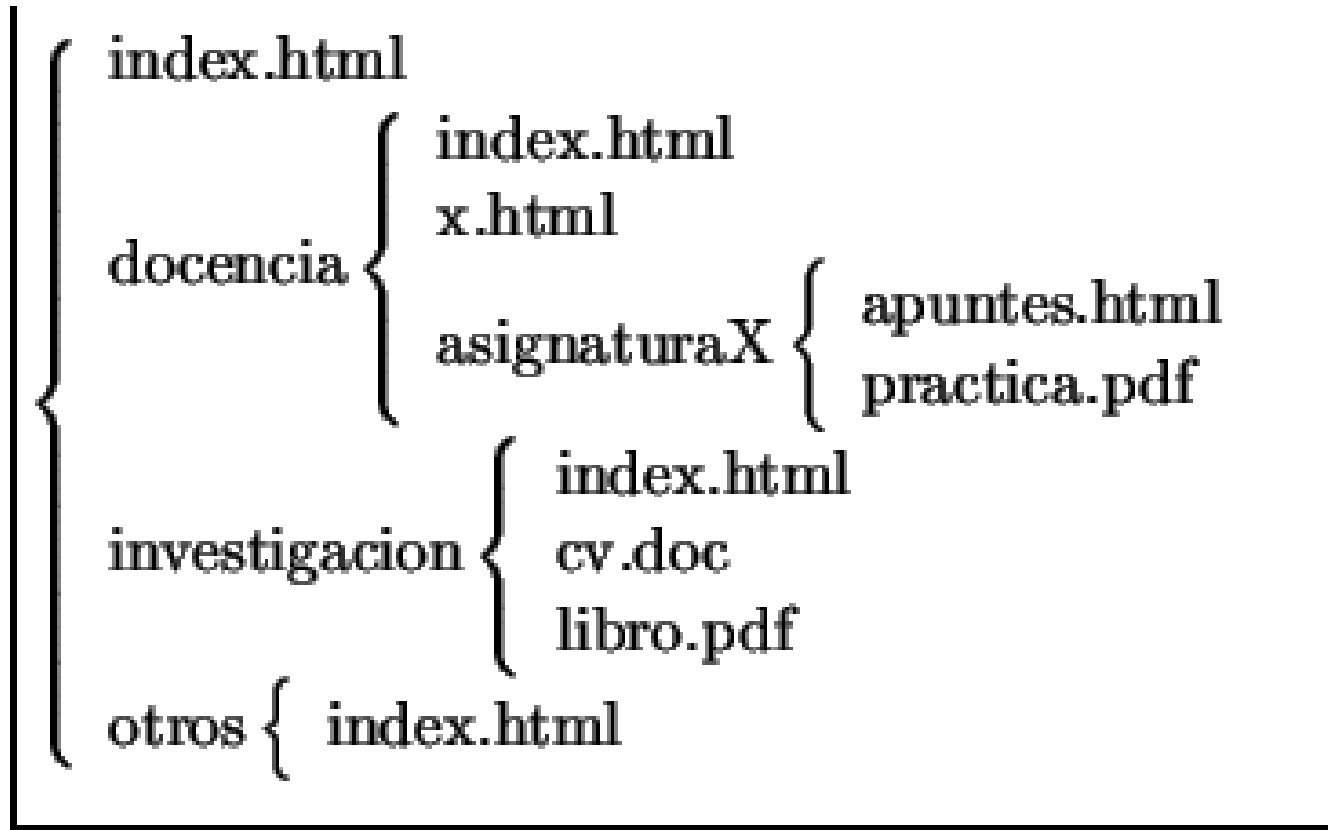 index.html
docencia
index.html
x.html
asignaturaX
apuntes.html
practica.pdf
investigacion
index.html
cv.doc
libro.pdf
otros
index.html